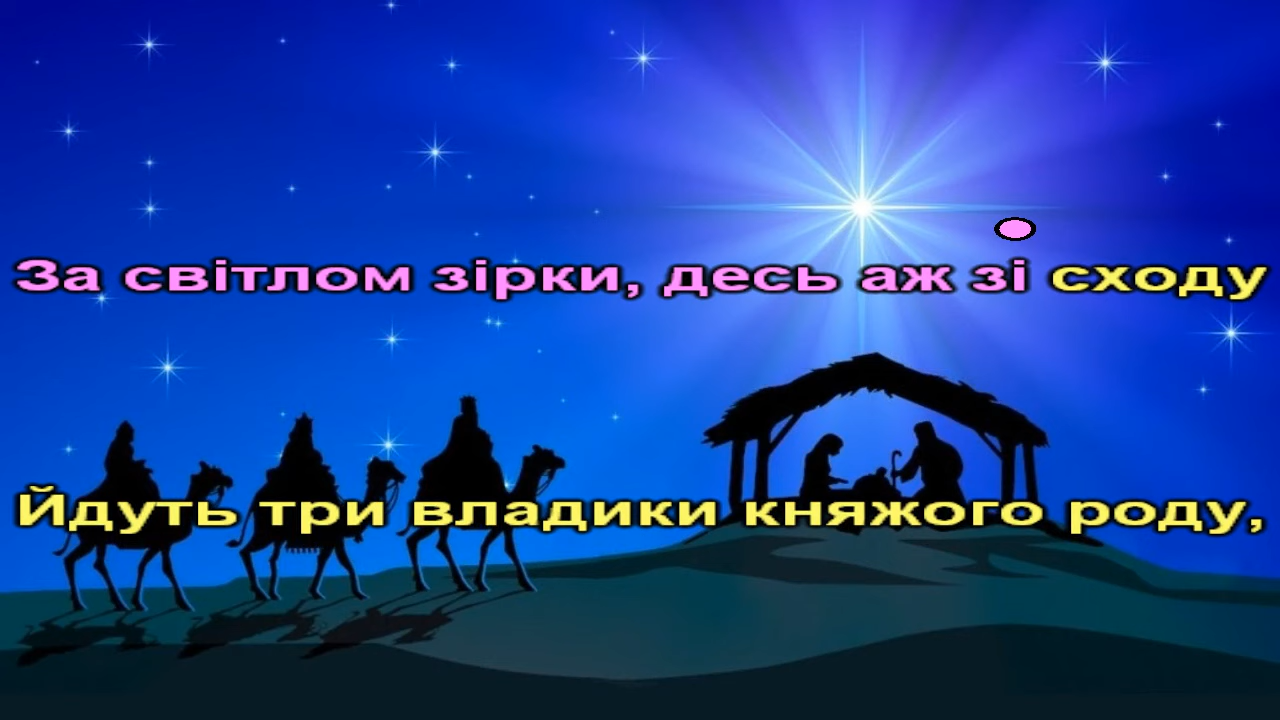 За світлом зірки, десь аж зі сходу
Йдуть три владики княжого роду,